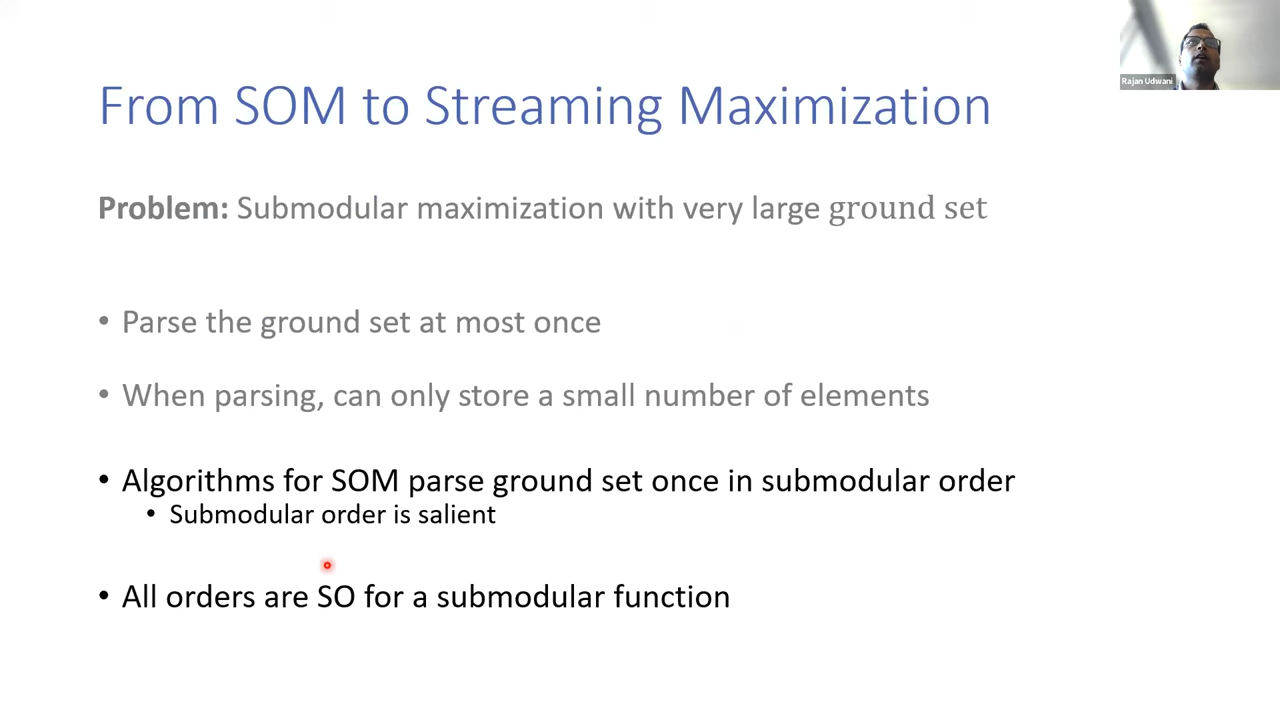 Rajan Udwani
From SOM to Streaming Maximization
Problem: Submodular maximization with very large ground set
• Parse the ground set at most once
• When parsing, can only store a small number of elements
• Algorithms for SOM parse ground set once in submodular order
• Submodular order is salient
• All orders are SO for a submodular function